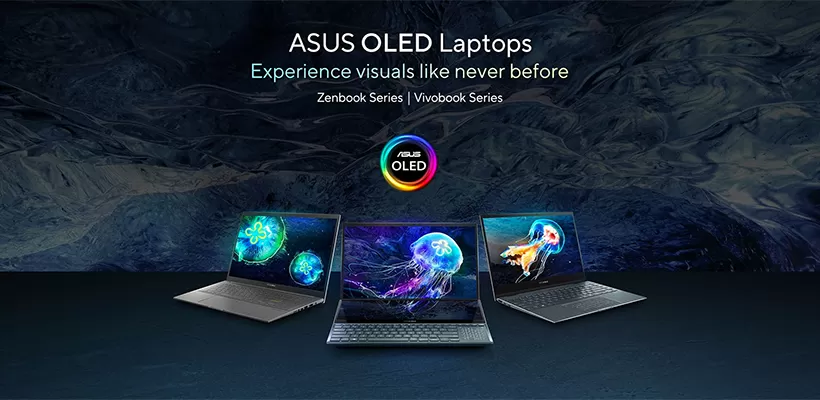 ASUS OLED Laptops
Experience visuals like never before
Zenbook Series | Vivobook Series
ASUS
OLED